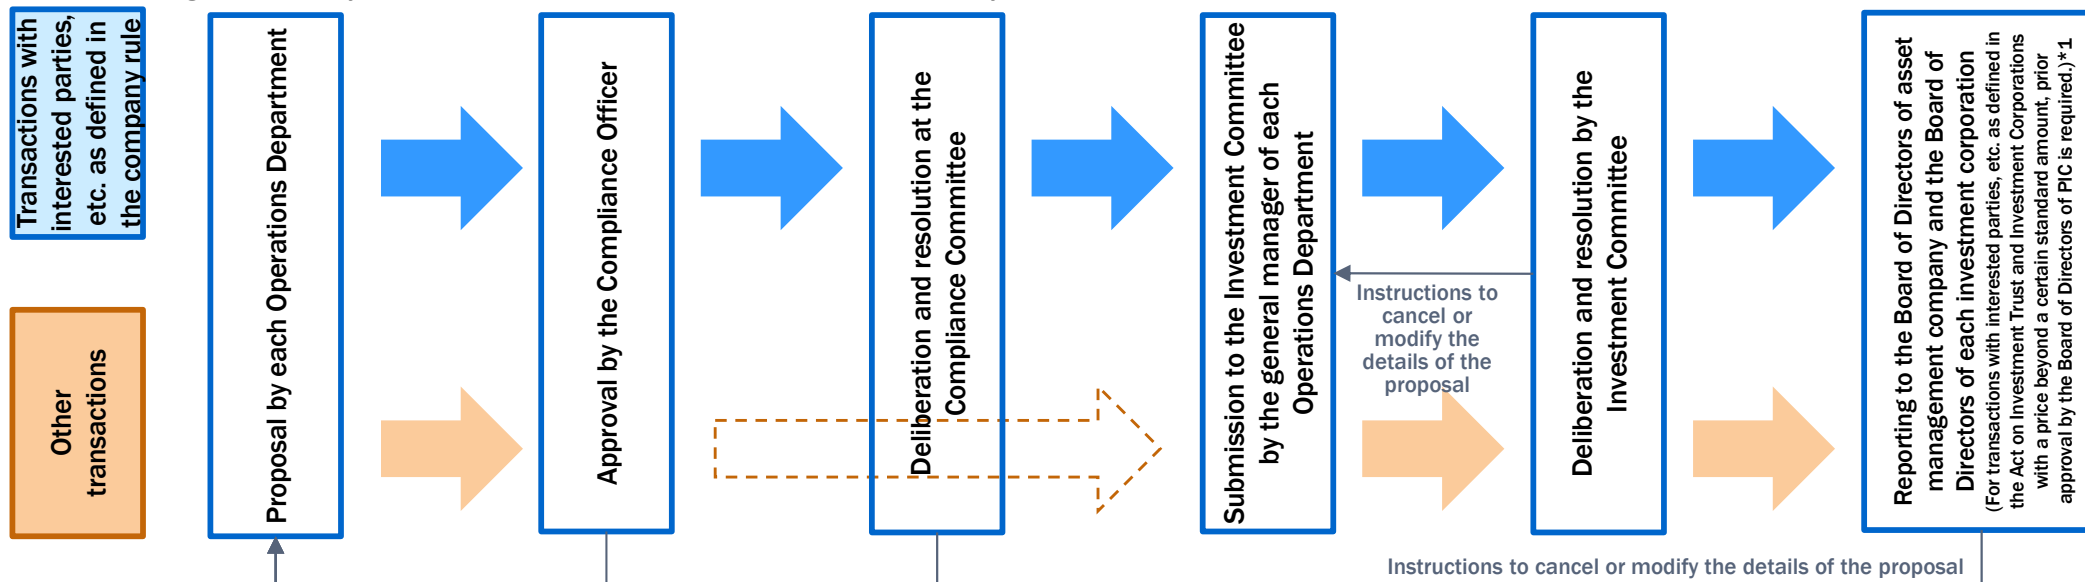 Transactions with
interested parties,
etc. as defined in
the company rule
Other
transactions
Proposal by each Operations Department
Approval by the Compliance Officer
Deliberation and resolution at the
Compliance Committee
Submission to the Investment Committee
by the general manager of each
Operations Department
Instructions to
cancel or
modify the
details of the
proposal
Deliberation and resolution by the
Investment Committee
Reporting to the Board of Directors of asset
management company and the Board of
Directors of each investment corporation
(For transactions with interested parties, etc. as defined in
the Act on Investment Trust and Investment Corporations
with a price beyond a certain standard amount, prior
approval by the Board of Directors of PIC is required.)*1
Instructions to cancel or modify the details of the proposal